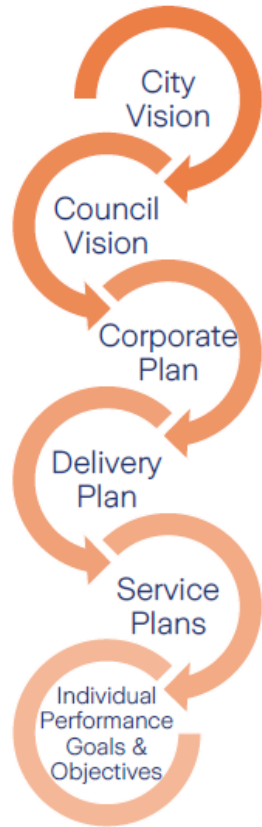 City
Vision
Council
Vision
Corporate
Plan
Delivery
Plan
Service
Plans
Individual
Performance
Goals &
Objectives